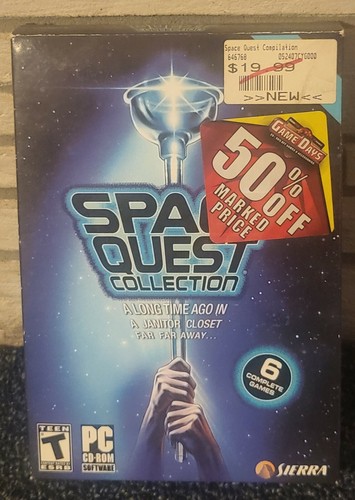 Space Quest Compilation
646768 052407CYG000
$19.99
>>NEW<<
GAME DAYS
50% OFF
MARKED
PRICE
SPACE
QUEST
COLLECTION
A LONG TIME AGO IN
A JANITOR CLOSET
FAR FAR AWAY...
6
COMPLETE
GAMES
TEEN
T
ESRB
PC
CD-ROM
SOFTWARE
SIERRA